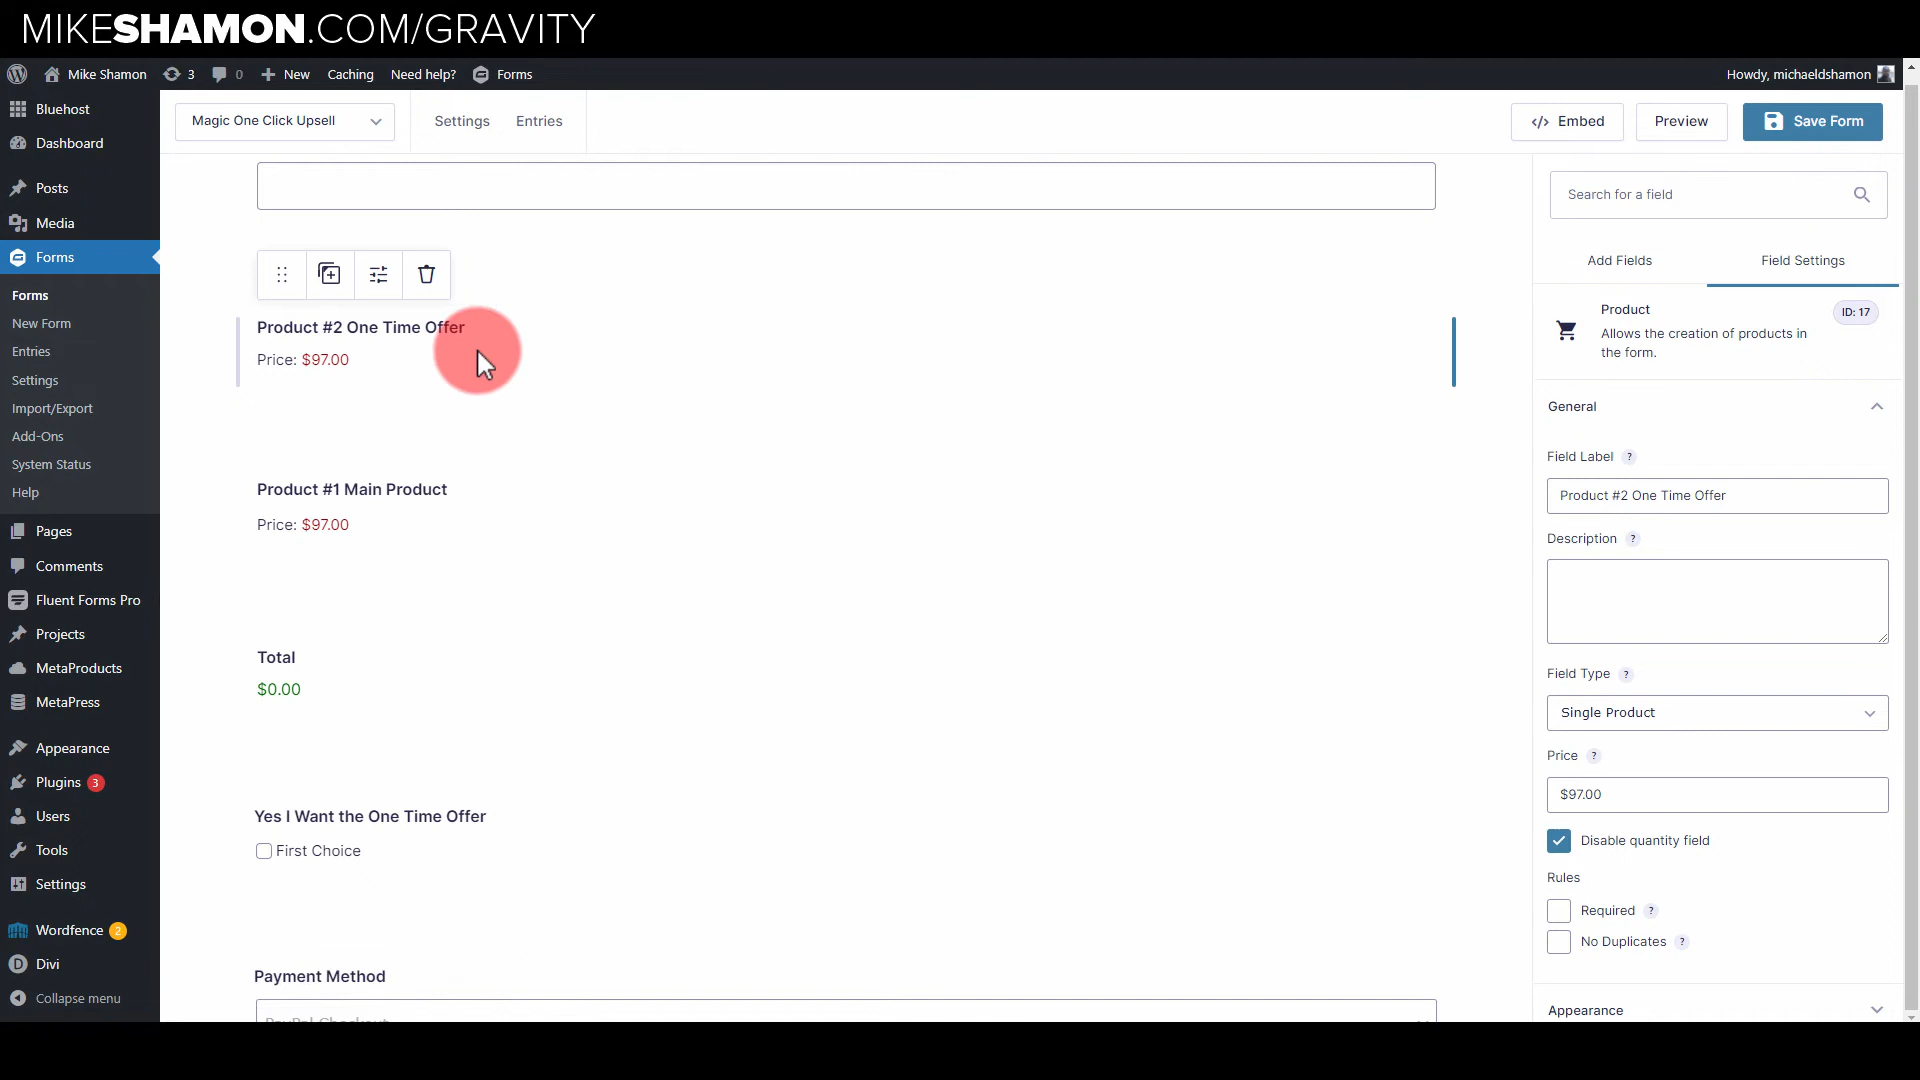 MIKESHAMON.COM/GRAVITY
Mike Shamon
3
0
New
Caching
Need help?
Forms
Howdy, michaeldshamon
Bluehost
Dashboard
Posts
Media
Forms
Forms
New Form
Entries
Settings
Import/Export
Add-Ons
System Status
Help
Pages
Comments
Fluent Forms Pro
Projects
MetaProducts
MetaPress
Appearance
Plugins 3
Users
Tools
Settings
Wordfence 2
Divi
Collapse menu
Magic One Click Upsell
Settings
Entries
Embed
Preview
Save Form
Product #2 One Time Offer
Price: $97.00
Product #1 Main Product
Price: $97.00
Total
$0.00
Yes I Want the One Time Offer
First Choice
Payment Method
PayPal Checkout
Search for a field
Add Fields
Field Settings
Product
ID: 17
Allows the creation of products in
the form.
General
Field Label ?
Product #2 One Time Offer
Description ?
Field Type ?
Single Product
Price ?
$97.00
Disable quantity field
Rules
Required ?
No Duplicates ?
Appearance